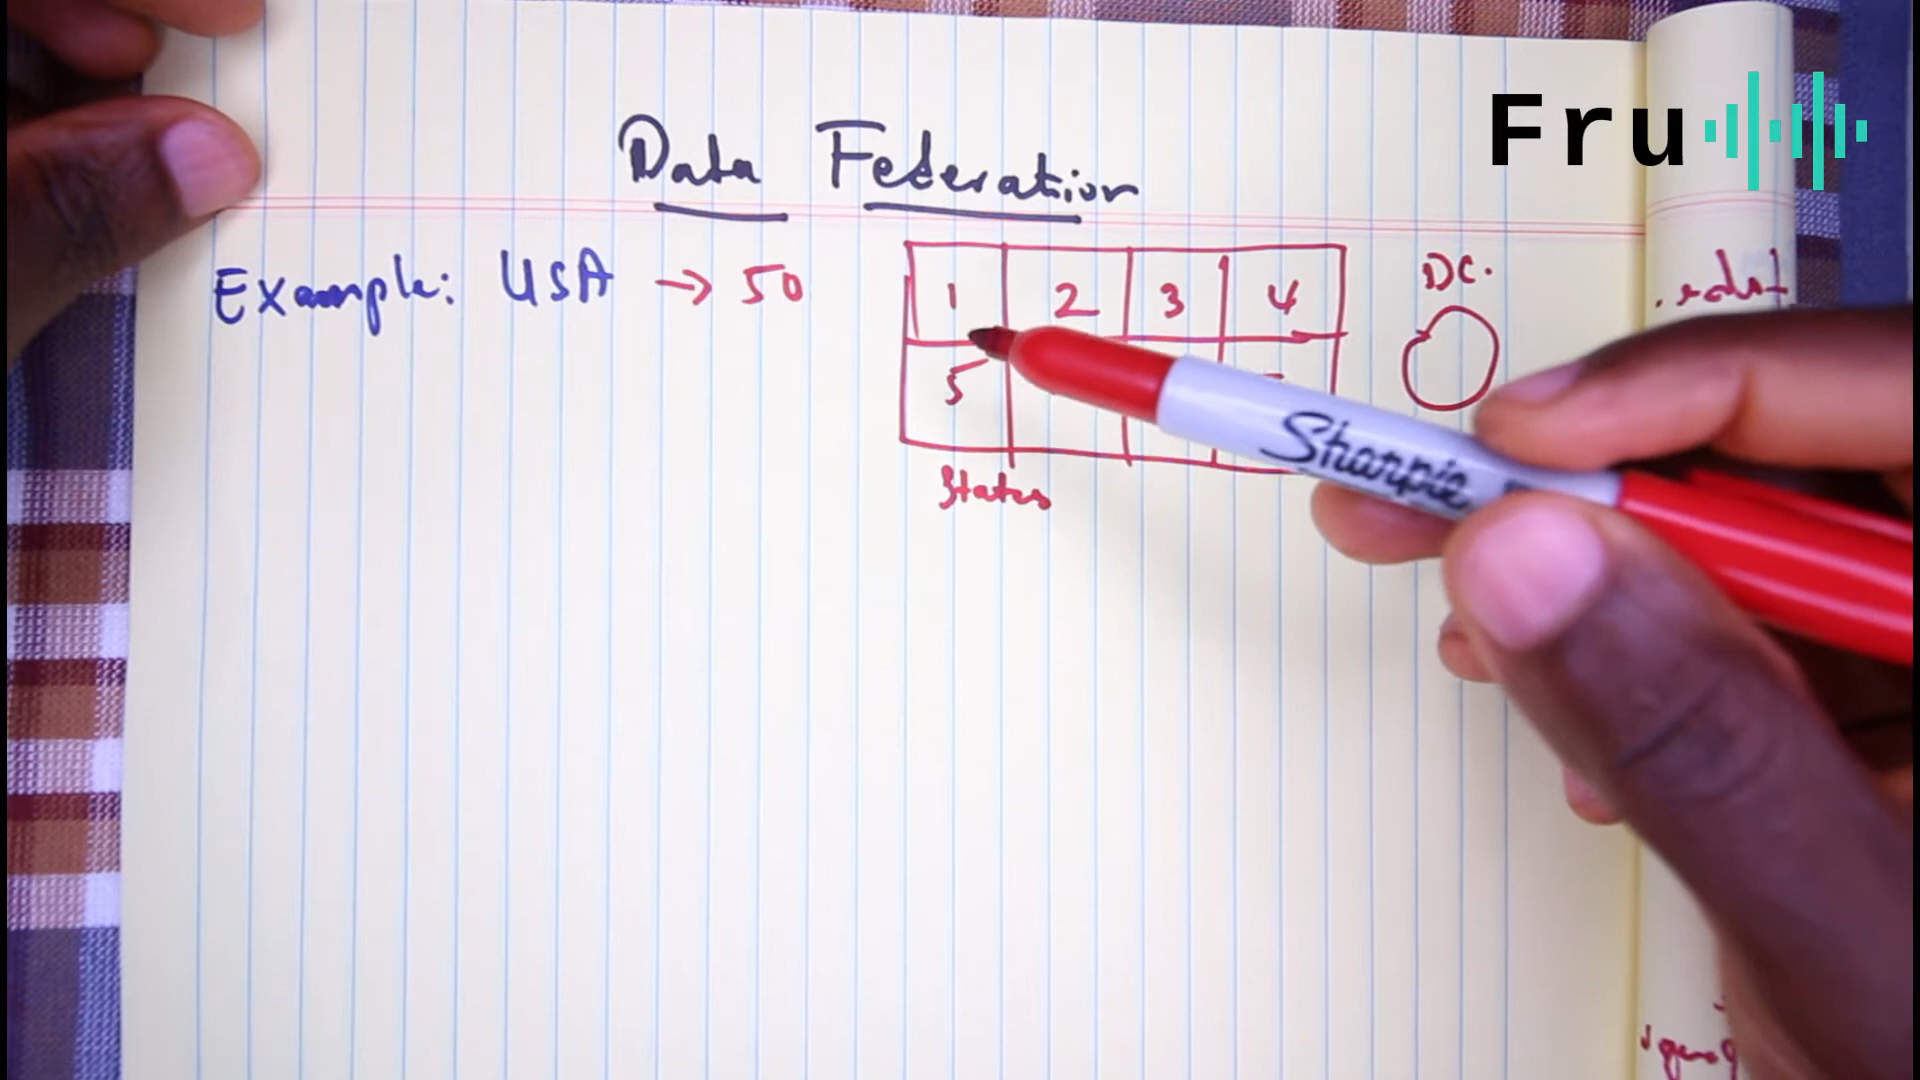 Fru
Data Federation
Example: USA → 50
1 2 3 4
DC.
5
States
Sharpie